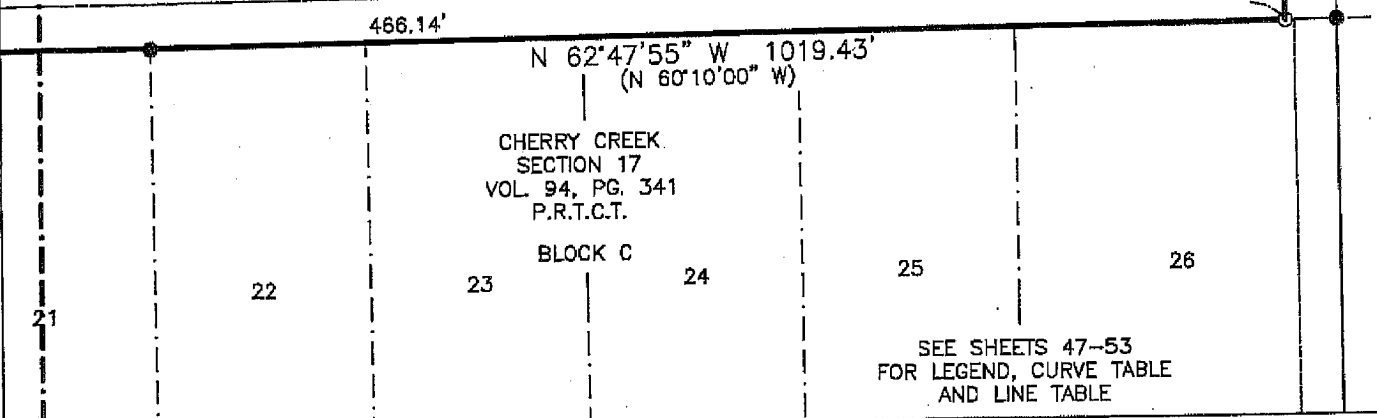 466.14'
N 62°47'55" W 1019.43'
(N 60°10'00" W)
CHERRY CREEK
SECTION 17
VOL. 94, PG. 341
P.R.T.C.T.
BLOCK C
21
22
23
24
25
26
SEE SHEETS 47-53
FOR LEGEND, CURVE TABLE
AND LINE TABLE